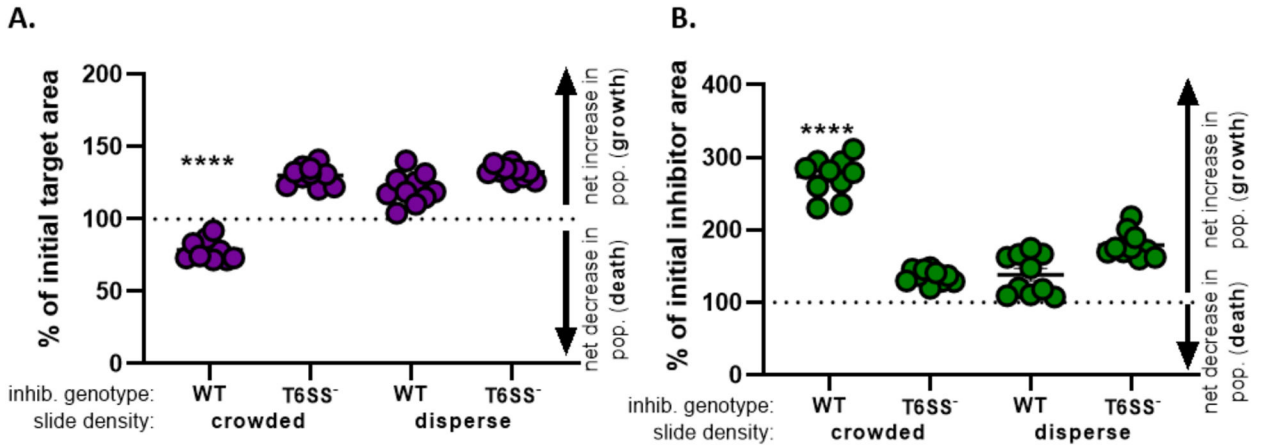 A.
% of initial target area
200
150
100
50
0
****
net increase in
pop. (growth)
net decrease in
pop. (death)
inhib. genotype: WT T6SS- WT T6SS-
slide density: crowded disperse
B.
% of initial inhibitor area
400
300
200
100
0
****
net increase in
pop. (growth)
net decrease in
pop. (death)
inhib. genotype: WT T6SS- WT T6SS-
slide density: crowded disperse